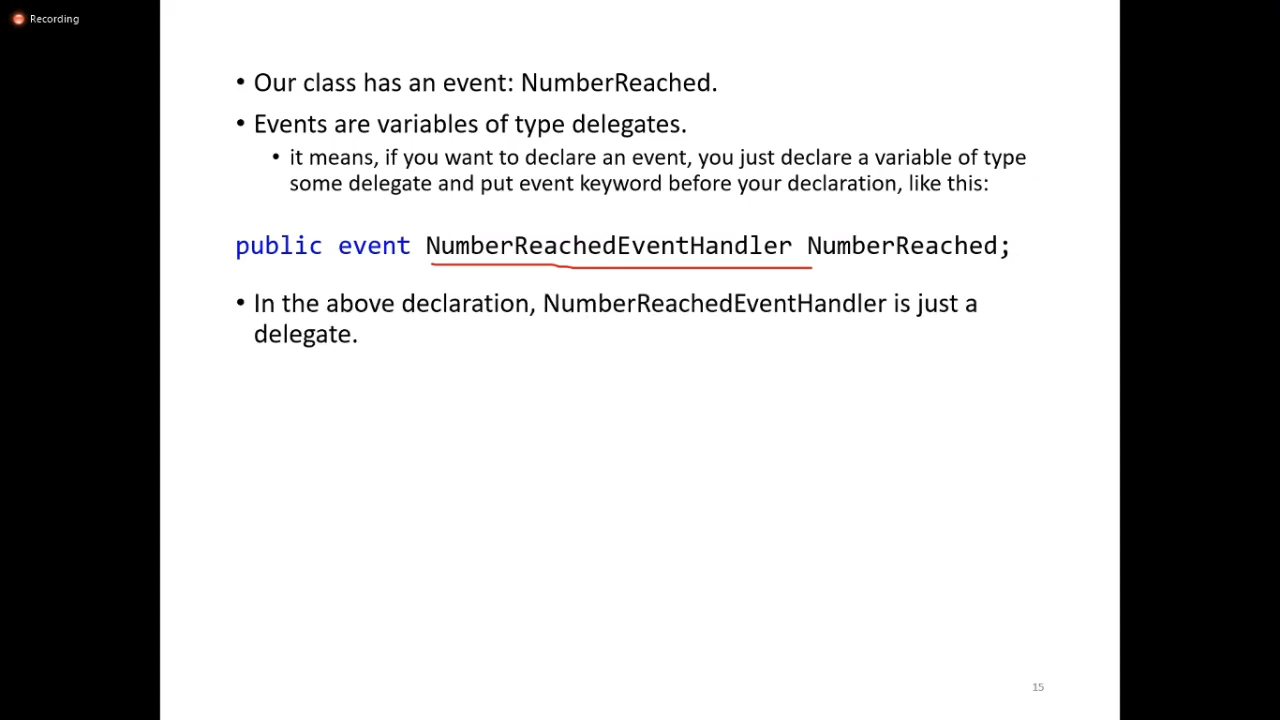 Recording
• Our class has an event: NumberReached.
• Events are variables of type delegates.
• it means, if you want to declare an event, you just declare a variable of type
some delegate and put event keyword before your declaration, like this:
public event NumberReachedEventHandler NumberReached;
• In the above declaration, NumberReachedEventHandler is just a
delegate.
15